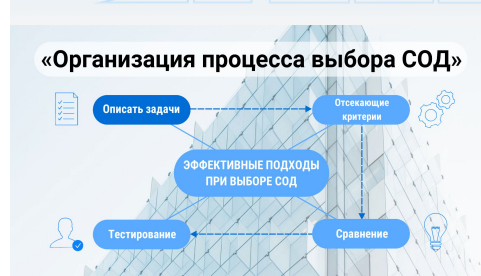 «Организация процесса выбора СОД»
Описать задачи
Отсекающие
критерии
ЭФФЕКТИВНЫЕ ПОДХОДЫ
ПРИ ВЫБОРЕ СОД
Тестирование
Сравнение